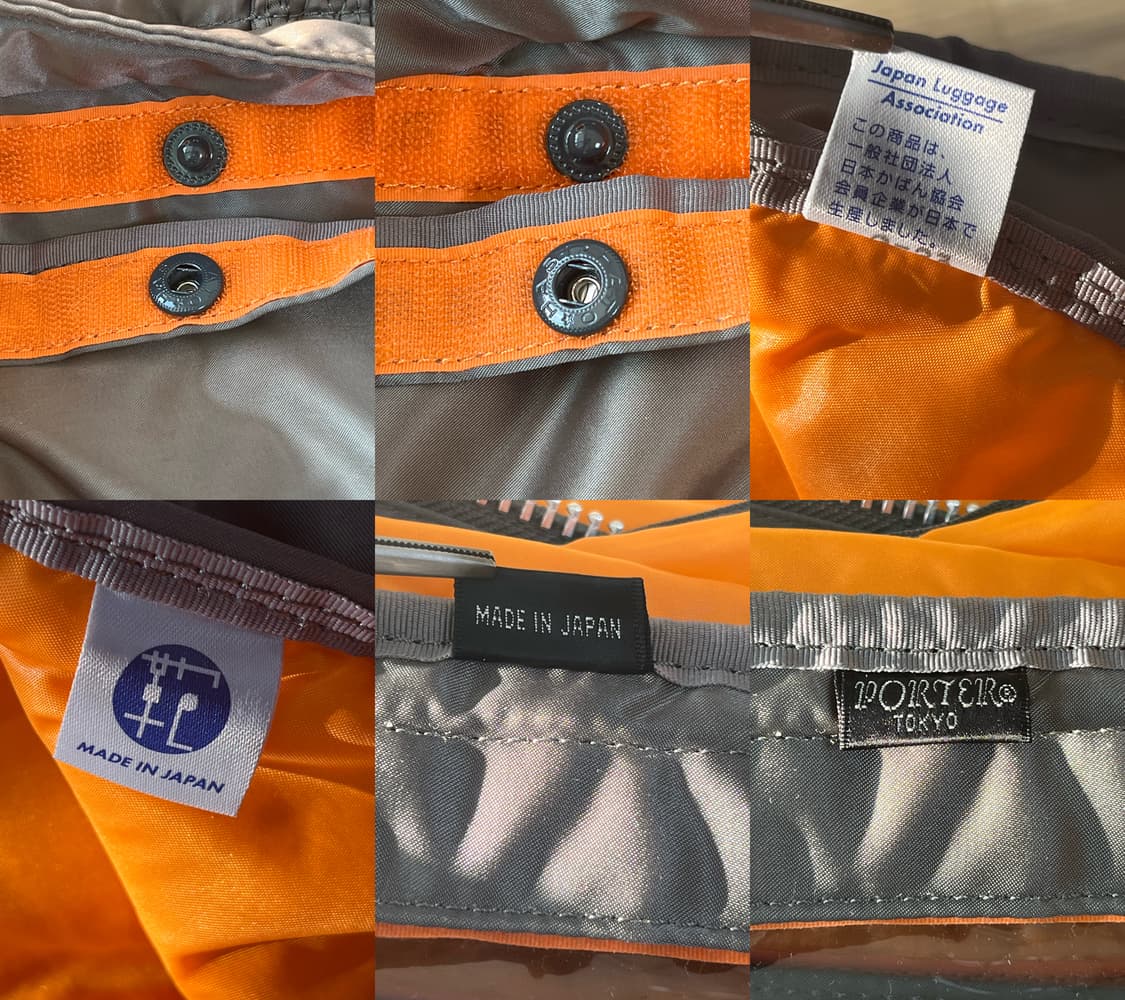 Japan Luggage
Association
この商品は、
一般社団法人
日本かばん協会
会員企業が日本で
生産しました。
MADE IN JAPAN
MADE IN JAPAN
PORTER®
TOKYO